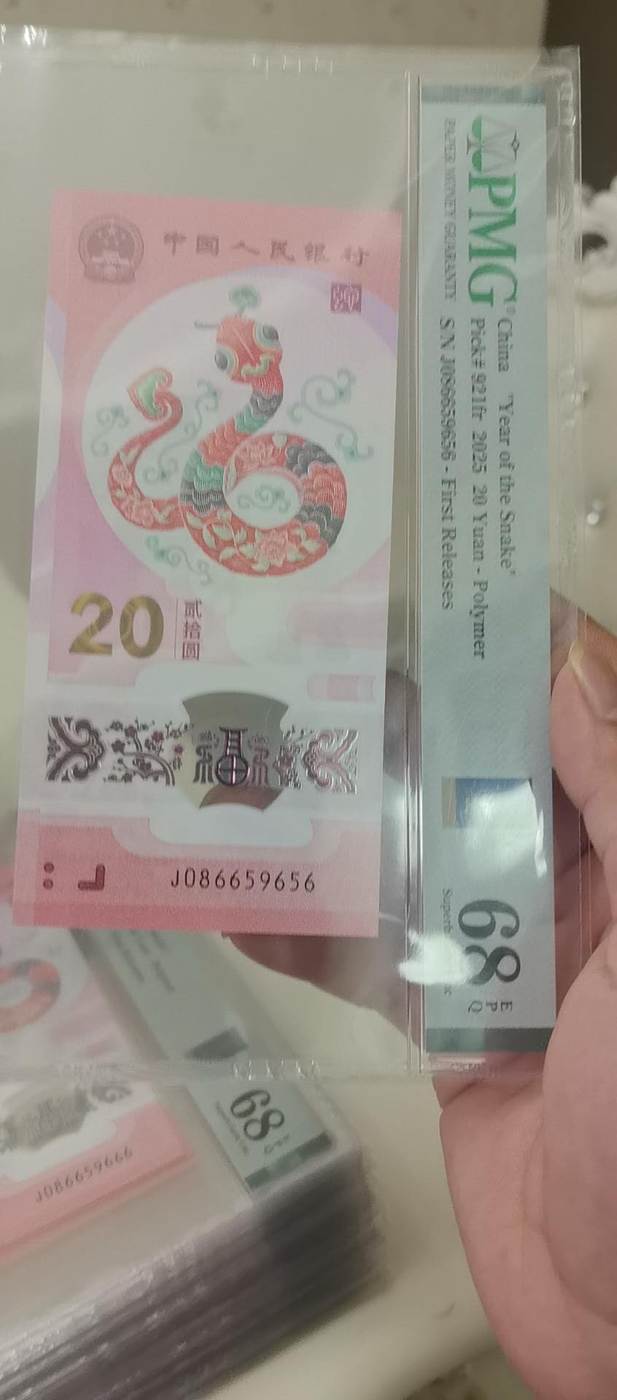 PMG
PAPER MONEY GUARANTY
China "Year of the Snake"
Pick# 921fr 2025 20 Yuan - Polymer
S/N J086659656 - First Releases
68
EPQ
Superb
中国人民银行
20
贰拾圆
J086659656
68
J086659666